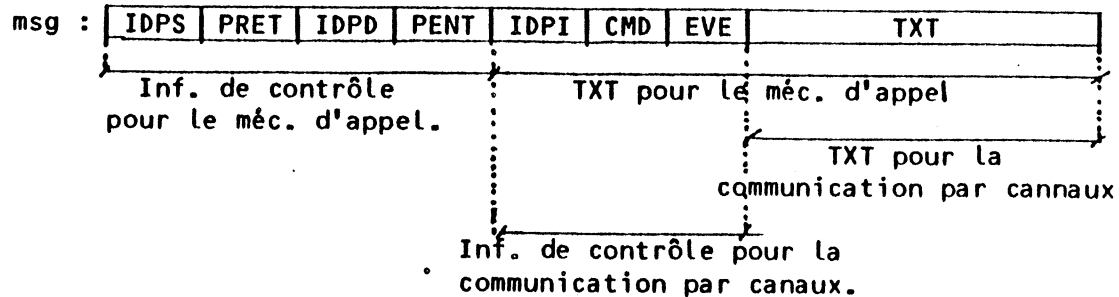 msg : IDPS PRET IDPD PENT IDPI CMD EVE TXT
Inf. de contrôle
pour le méc. d'appel.
TXT pour le méc. d'appel
TXT pour la
communication par cannaux
Inf. de contrôle pour la
communication par canaux.